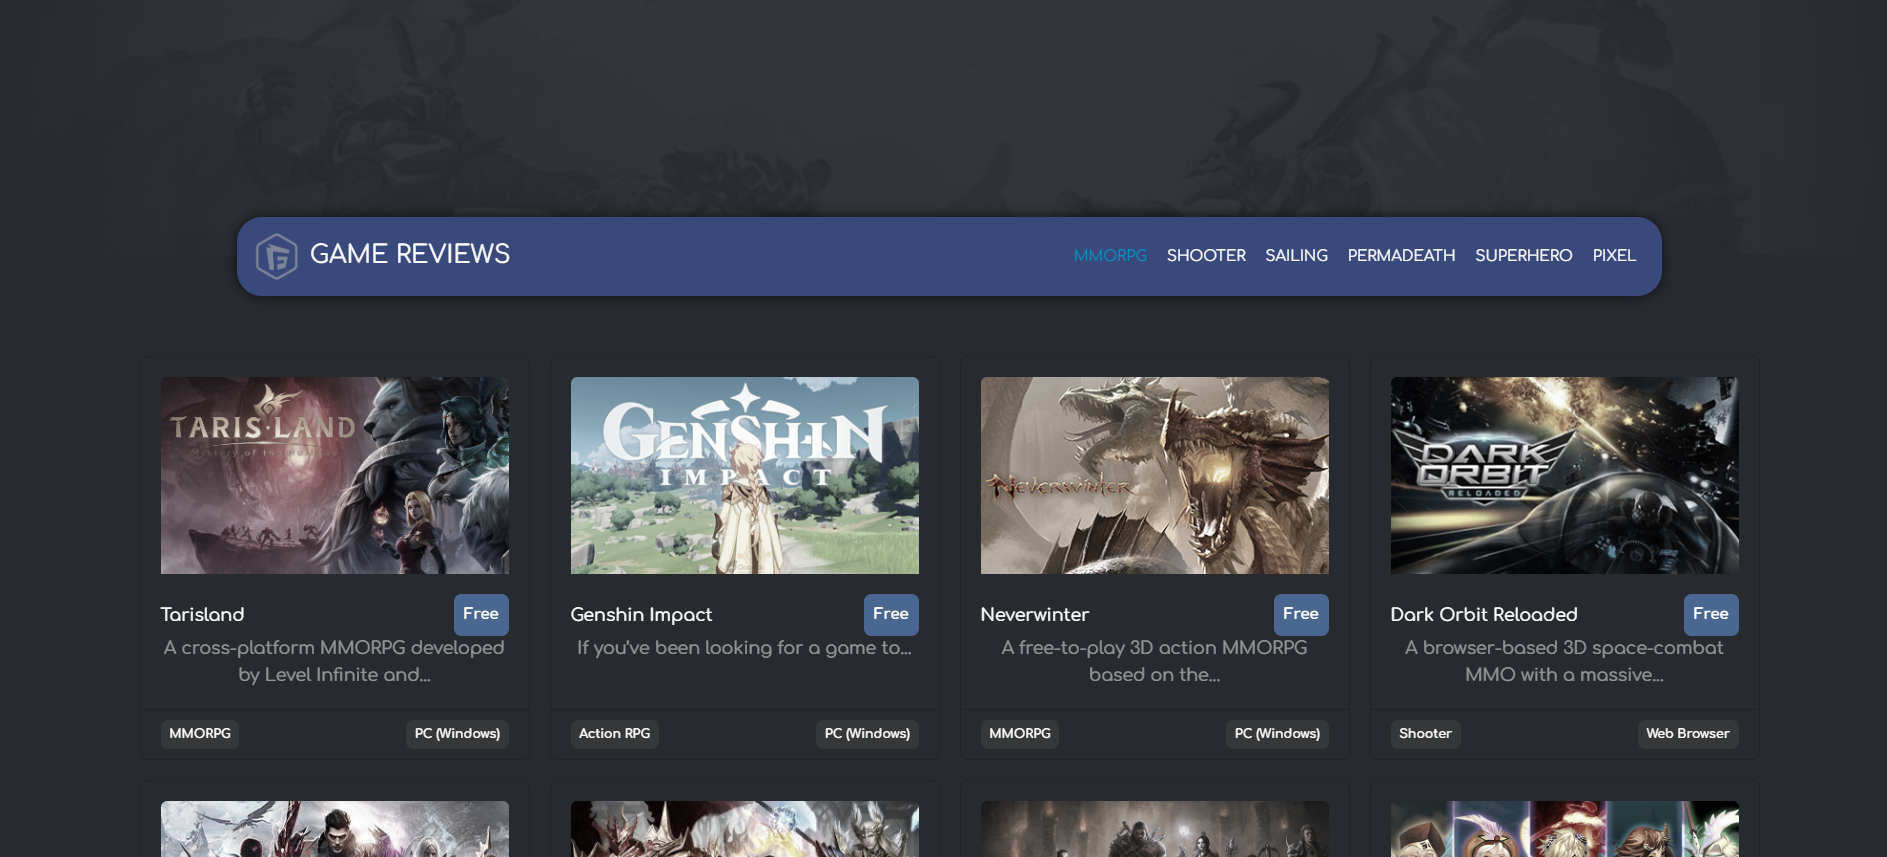 GAME REVIEWS
MMORPG SHOOTER SAILING PERMADEATH SUPERHERO PIXEL
TARIS·LAND
GENSHIN
IMPACT
NEVERWINTER
DARK
ORBIT
RELOADED
Tarisland
Free
A cross-platform MMORPG developed
by Level Infinite and...
MMORPG
PC (Windows)
Genshin Impact
Free
If you’ve been looking for a game to...
Action RPG
PC (Windows)
Neverwinter
Free
A free-to-play 3D action MMORPG
based on the...
MMORPG
PC (Windows)
Dark Orbit Reloaded
Free
A browser-based 3D space-combat
MMO with a massive...
Shooter
Web Browser